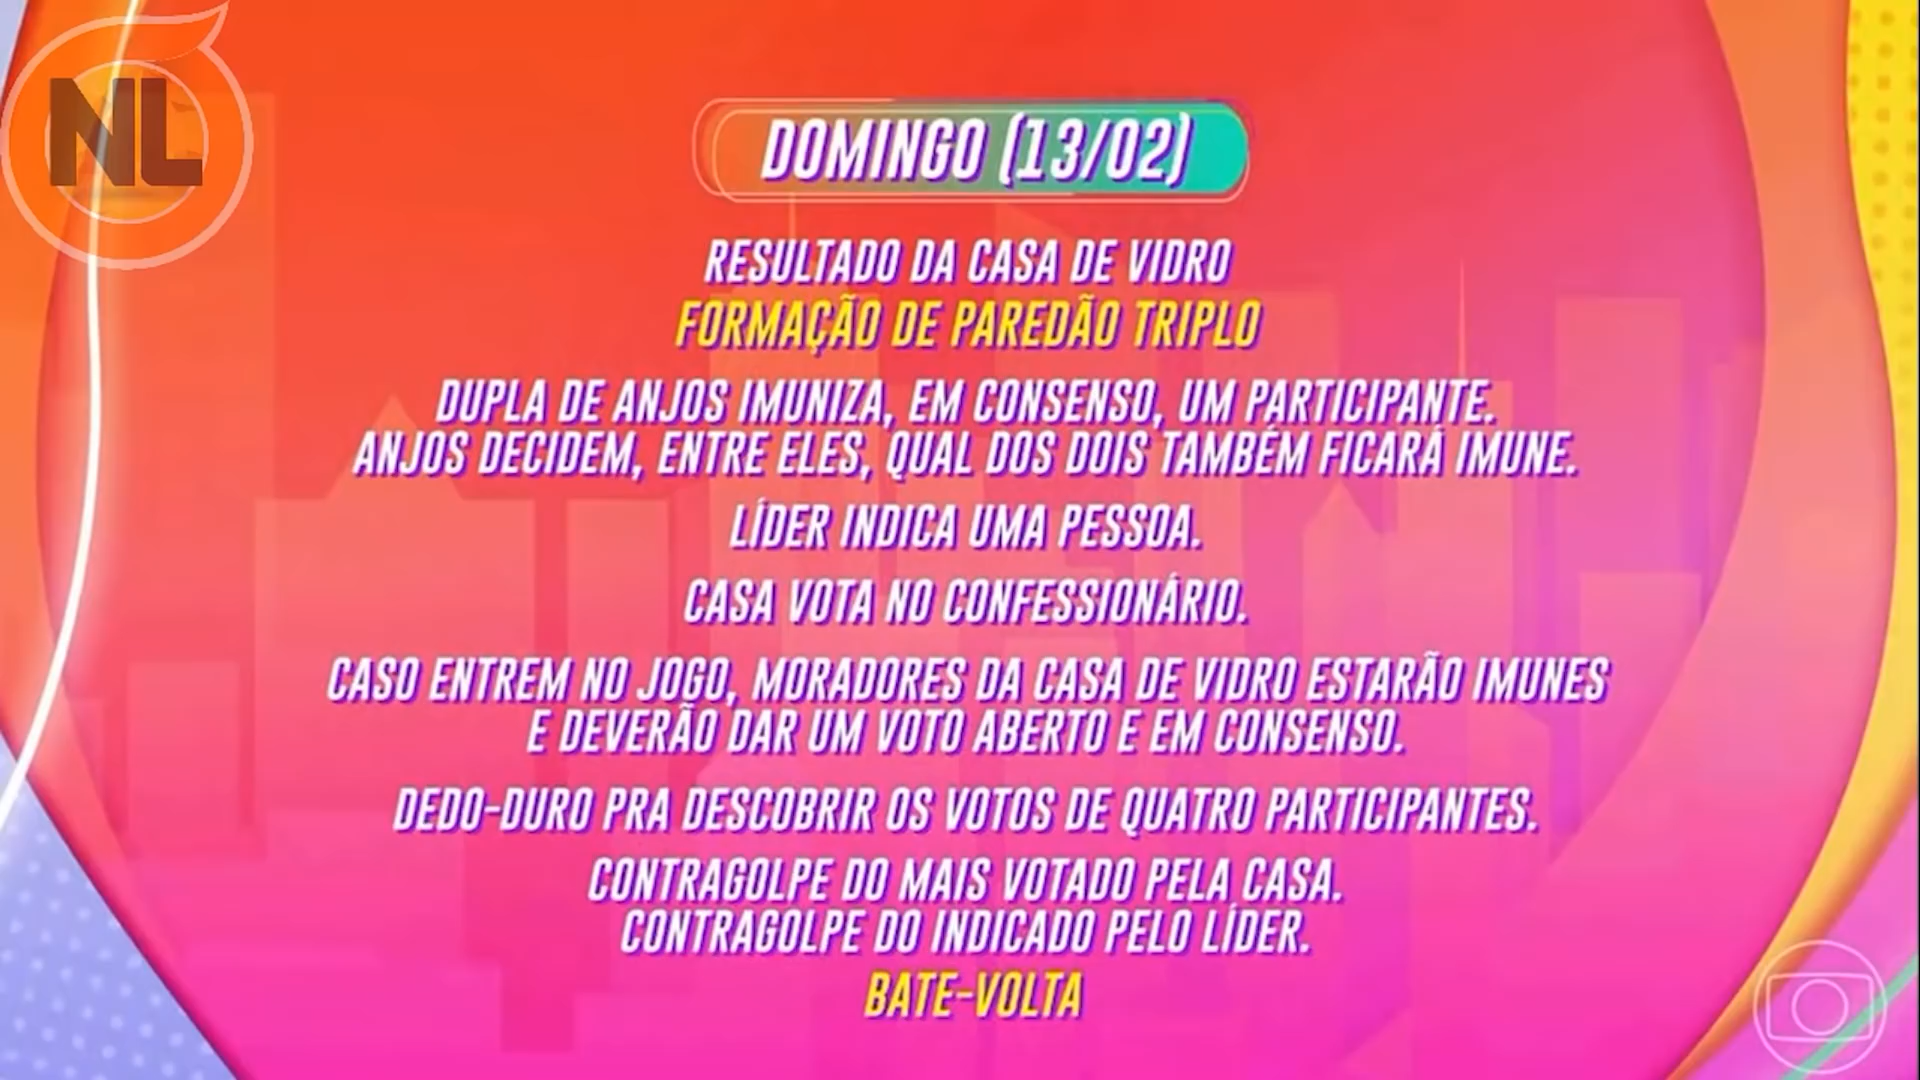 NL
DOMINGO (13/02)
RESULTADO DA CASA DE VIDRO
FORMAÇÃO DE PAREDÃO TRIPLO
DUPLA DE ANJOS IMUNIZA, EM CONSENSO, UM PARTICIPANTE.
ANJOS DECIDEM, ENTRE ELES, QUAL DOS DOIS TAMBÉM FICARÁ IMUNE.
LÍDER INDICA UMA PESSOA.
CASA VOTA NO CONFESSIONÁRIO.
CASO ENTREM NO JOGO, MORADORES DA CASA DE VIDRO ESTARÃO IMUNES
E DEVERÃO DAR UM VOTO ABERTO E EM CONSENSO.
DEDO-DURO PRA DESCOBRIR OS VOTOS DE QUATRO PARTICIPANTES.
CONTRAGOLPE DO MAIS VOTADO PELA CASA.
CONTRAGOLPE DO INDICADO PELO LÍDER.
BATE-VOLTA